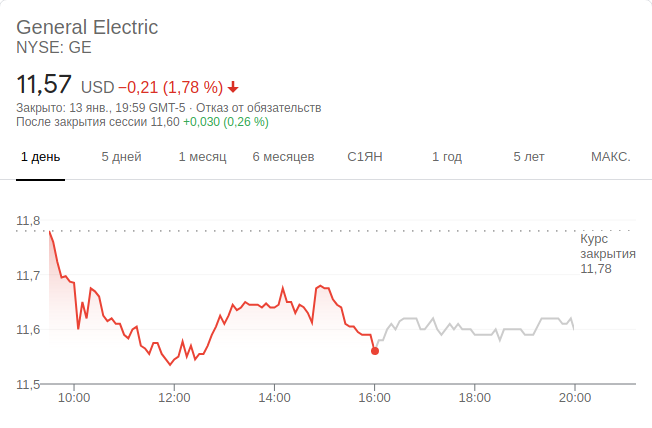 General Electric
NYSE: GE
11,57 USD −0,21 (1,78 %)
Закрыто: 13 янв., 19:59 GMT-5 · Отказ от обязательств
После закрытия сессии 11,60 +0,030 (0,26 %)
1 день 5 дней 1 месяц 6 месяцев С1ЯН 1 год 5 лет МАКС.
11,8
Курс
закрытия
11,78
11,7
11,6
11,5
10:00 12:00 14:00 16:00 18:00 20:00